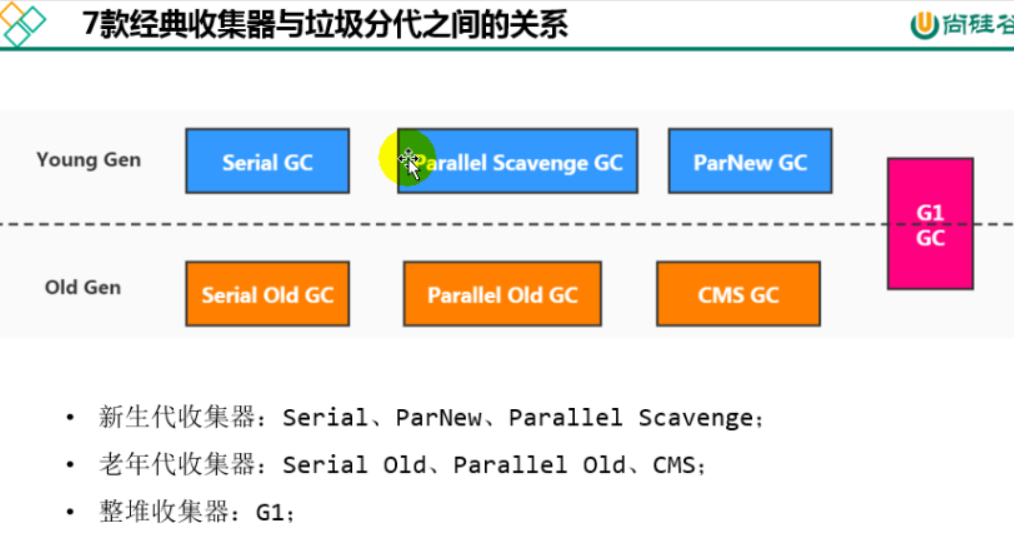 7款经典收集器与垃圾分代之间的关系
尚硅谷
Young Gen
Serial GC
Parallel Scavenge GC
ParNew GC
G1
GC
Old Gen
Serial Old GC
Parallel Old GC
CMS GC
• 新生代收集器：Serial、ParNew、Parallel Scavenge；
• 老年代收集器：Serial Old、Parallel Old、CMS；
• 整堆收集器：G1；